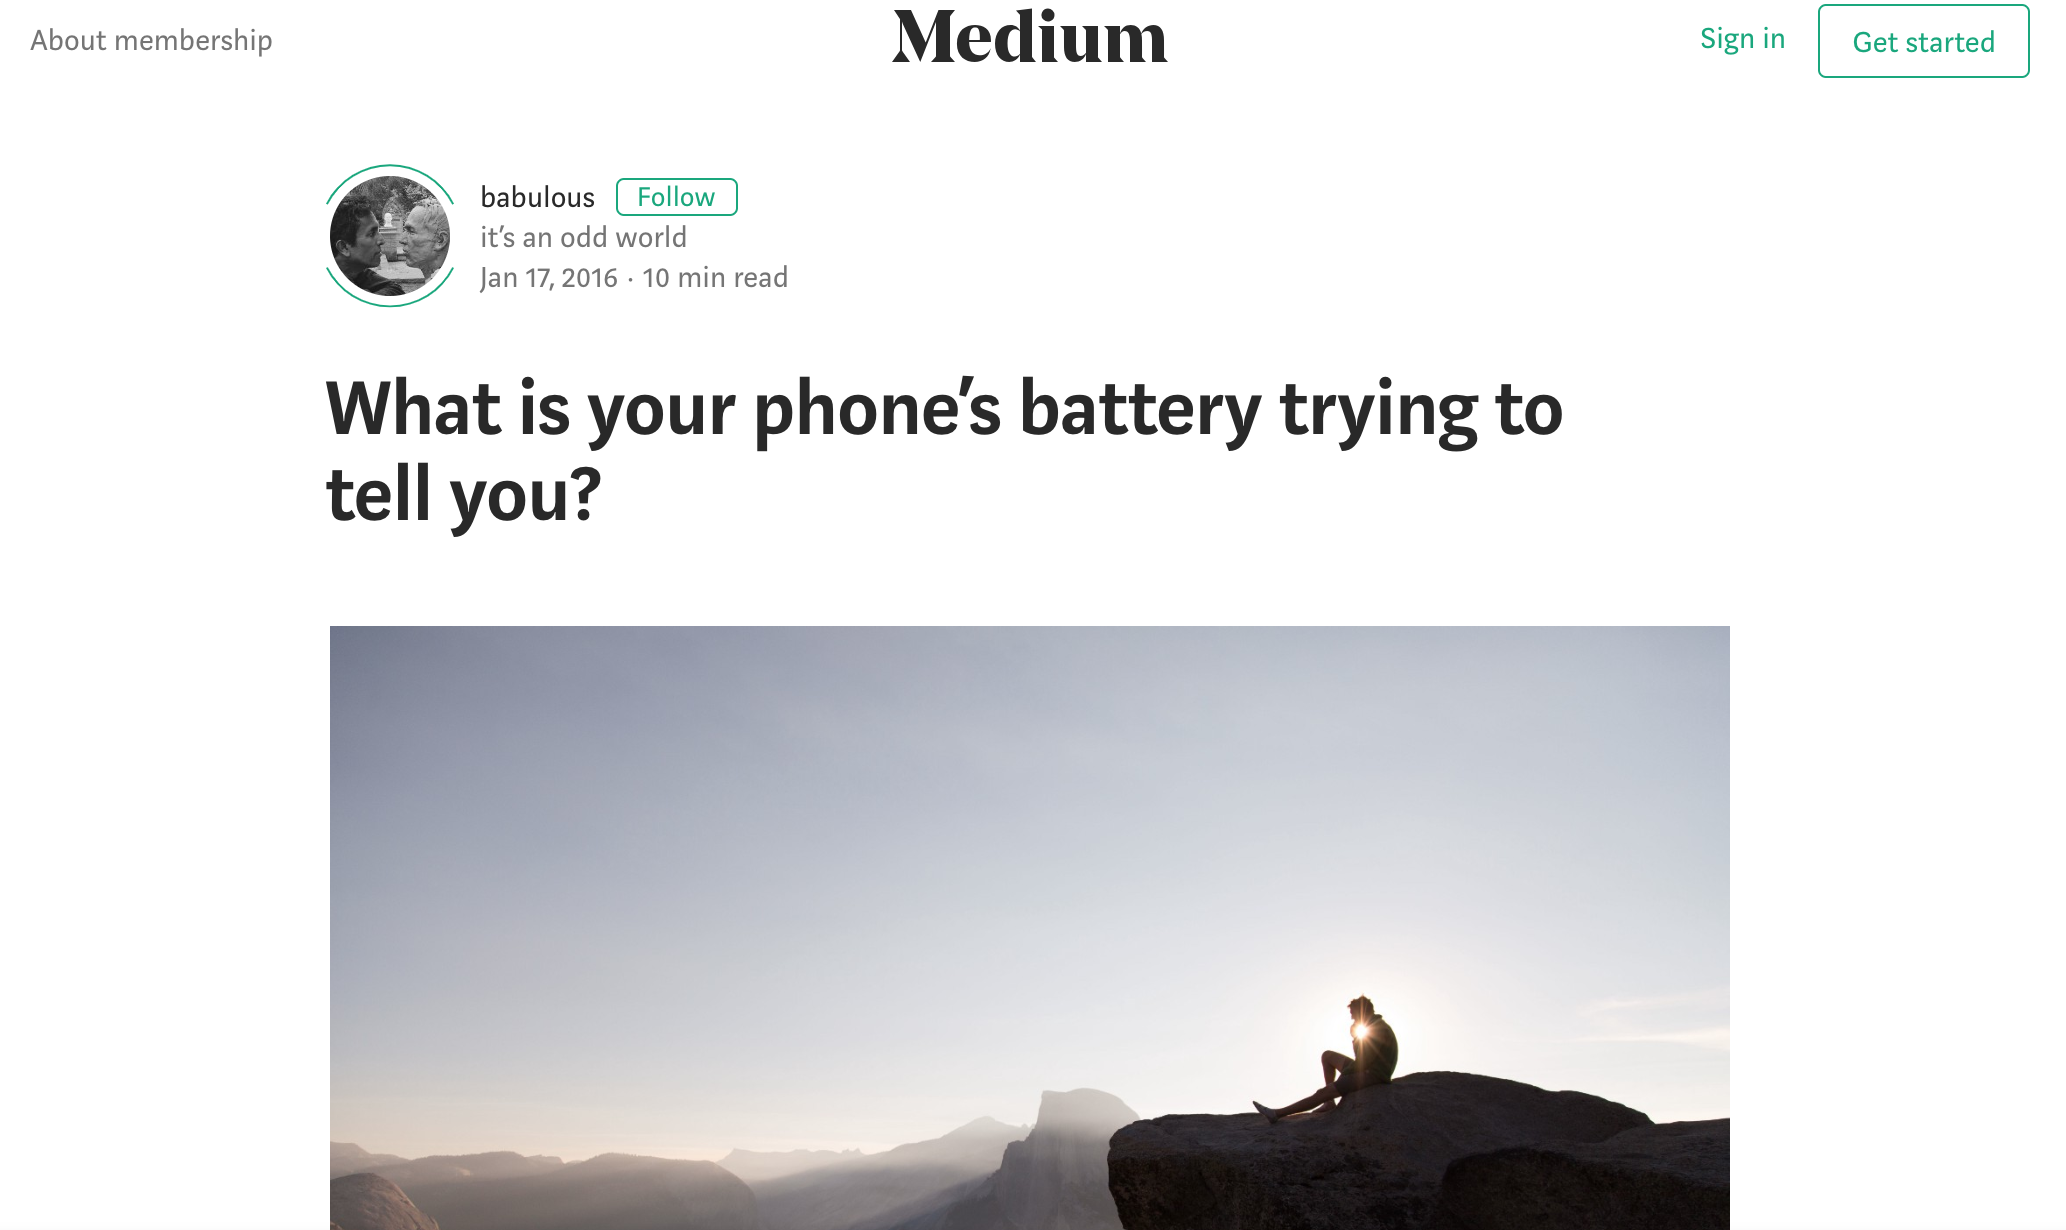 About membership
Medium
Sign in
Get started
babulous
Follow
it’s an odd world
Jan 17, 2016 · 10 min read
What is your phone’s battery trying to
tell you?